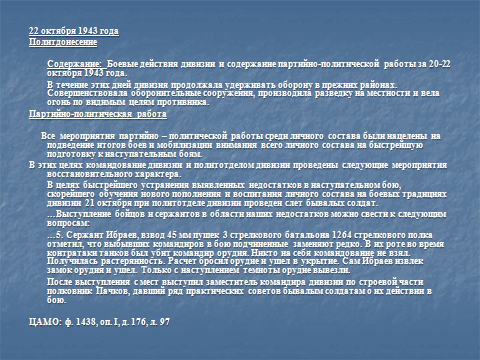 22 октября 1943 года
Политдонесение
Содержание: Боевые действия дивизии и содержание партийно-политической работы за 20-22
октября 1943 года.
В течение этих дней дивизия продолжала удерживать оборону в прежних районах.
Совершенствовала оборонительные сооружения, производила разведку на местности и вела
огонь по видимым целям противника.
Партийно-политическая работа
Все мероприятия партийно – политической работы среди личного состава были нацелены на
подведение итогов боев и мобилизации внимания всего личного состава на быстрейшую
подготовку к наступательным боям.
В этих целях командование дивизии и политотделом дивизии проведены следующие мероприятия
восстановительного характера.
В целях быстрейшего устранения выявленных недостатков в наступательном бою,
скорейшего обучения нового пополнения и воспитания личного состава на боевых традициях
дивизии 21 октября при политотделе дивизии проведен слет бывалых солдат.
…Выступление бойцов и сержантов в области наших недостатков можно свести к следующим
вопросам:
…5. Сержант Ибраев, взвод 45 мм пушек 3 стрелкового батальона 1264 стрелкового полка
отметил, что выбывших командиров в бою подчиненные заменяют редко. В их роте во время
контратаки танков был убит командир орудия. Никто на себя командование не взял.
Получилась растерянность. Расчет бросил орудие и ушел в укрытие. Сам Ибраев извлек
замок орудия и ушел. Только с наступлением темноты орудие вывезли.
После выступления с мест выступил заместитель командира дивизии по строевой части
полковник Пачков, давший ряд практических советов бывалым солдатам о их действии в
бою.
ЦАМО: ф. 1438, оп. I, д. 176, л. 97